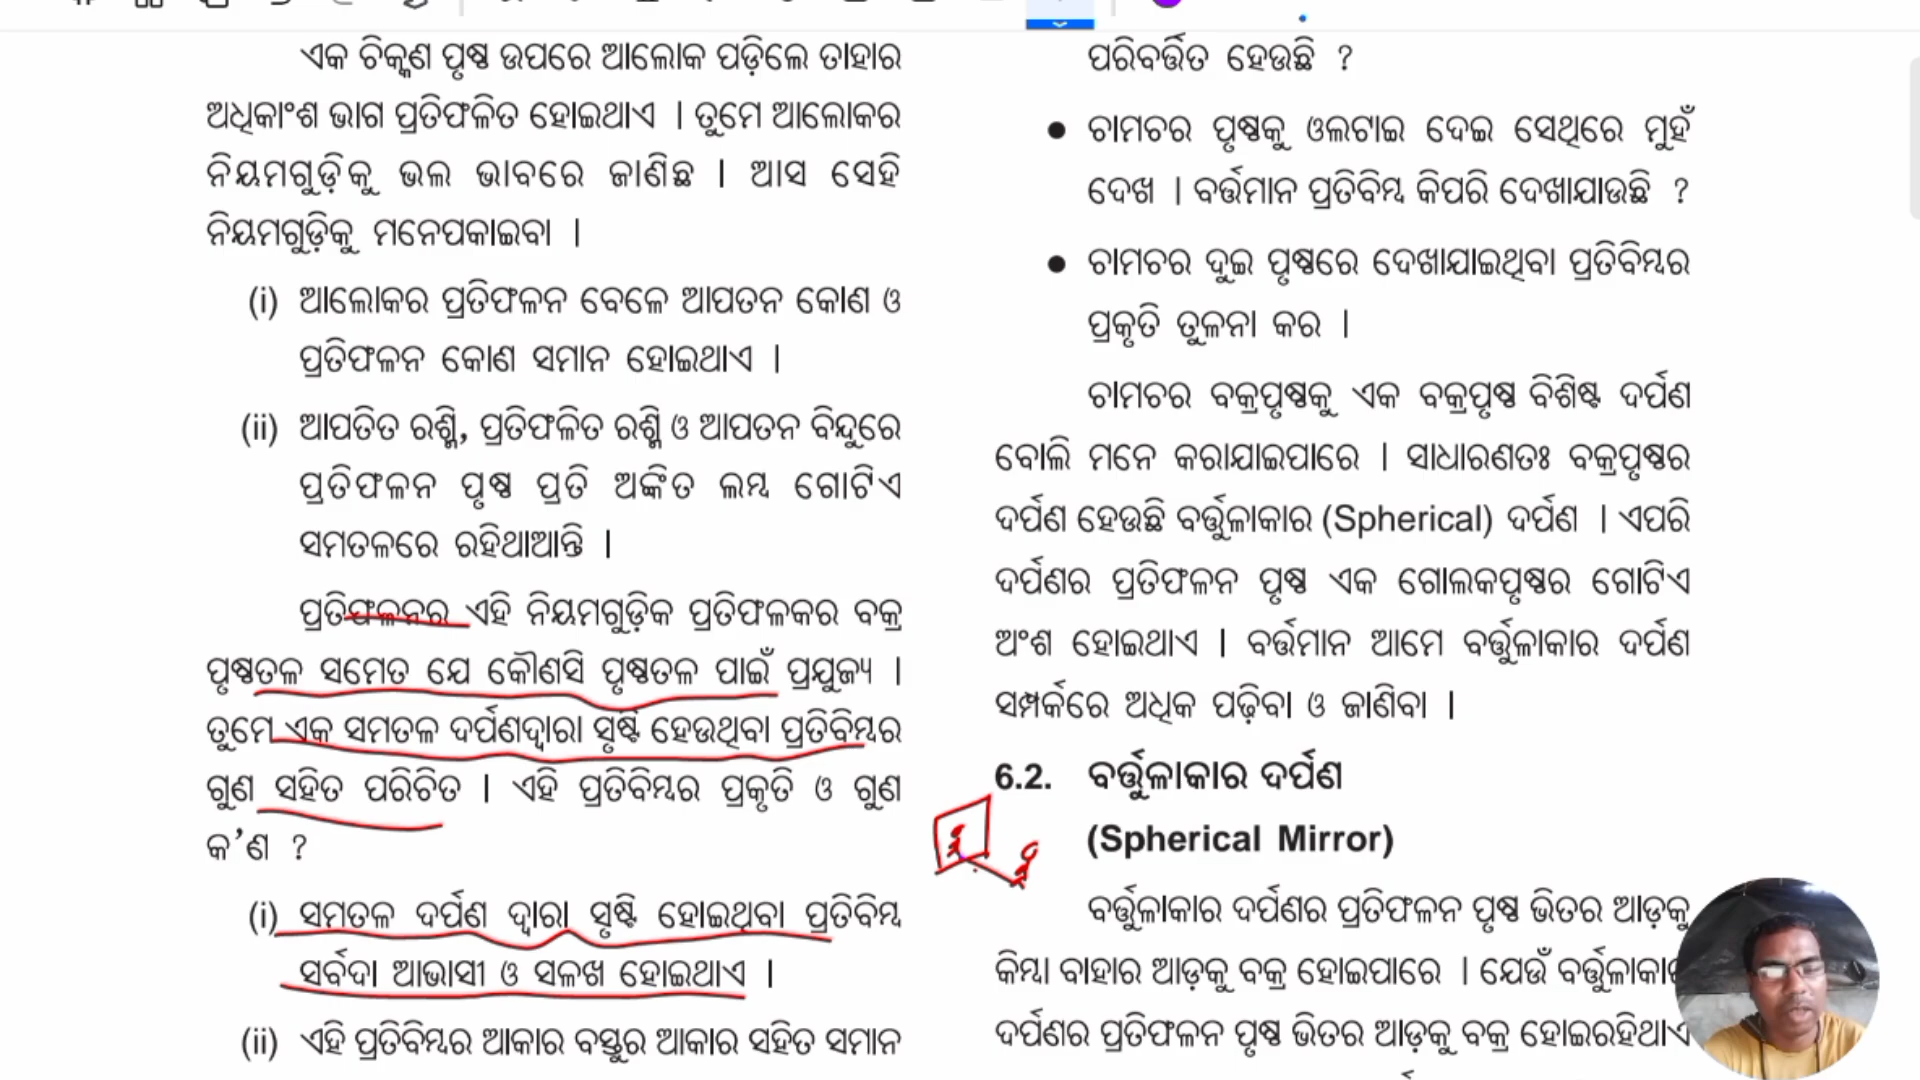 ଏକ ଚିକ୍କଣ ପୃଷ୍ଠ ଉପରେ ଆଲୋକ ପଡ଼ିଲେ ତାହାର
ଅଧିକାଂଶ ଭାଗ ପ୍ରତିଫଳିତ ହୋଇଥାଏ । ତୁମେ ଆଲୋକର
ନିୟମଗୁଡ଼ିକୁ ଭଲ ଭାବରେ ଜାଣିଛ । ଆସ ସେହି
ନିୟମଗୁଡ଼ିକୁ ମନେପକାଇବା ।
(i) ଆଲୋକର ପ୍ରତିଫଳନ ବେଳେ ଆପତନ କୋଣ ଓ
ପ୍ରତିଫଳନ କୋଣ ସମାନ ହୋଇଥାଏ ।
(ii) ଆପତିତ ରଶ୍ମି, ପ୍ରତିଫଳିତ ରଶ୍ମି ଓ ଆପତନ ବିନ୍ଦୁରେ
ପ୍ରତିଫଳନ ପୃଷ୍ଠ ପ୍ରତି ଅଙ୍କିତ ଲମ୍ବ ଗୋଟିଏ
ସମତଳରେ ରହିଥାଆନ୍ତି ।
ପ୍ରତିଫଳନର ଏହି ନିୟମଗୁଡ଼ିକ ପ୍ରତିଫଳକର ବକ୍ର
ପୃଷ୍ଠତଳ ସମେତ ଯେ କୌଣସି ପୃଷ୍ଠତଳ ପାଇଁ ପ୍ରଯୁଜ୍ୟ ।
ତୁମେ ଏକ ସମତଳ ଦର୍ପଣଦ୍ୱାରା ସୃଷ୍ଟି ହେଉଥିବା ପ୍ରତିବିମ୍ବର
ଗୁଣ ସହିତ ପରିଚିତ । ଏହି ପ୍ରତିବିମ୍ବର ପ୍ରକୃତି ଓ ଗୁଣ
କ’ଣ ?
(i) ସମତଳ ଦର୍ପଣ ଦ୍ୱାରା ସୃଷ୍ଟି ହୋଇଥିବା ପ୍ରତିବିମ୍ବ
ସର୍ବଦା ଆଭାସୀ ଓ ସଳଖ ହୋଇଥାଏ ।
(ii) ଏହି ପ୍ରତିବିମ୍ବର ଆକାର ବସ୍ତୁର ଆକାର ସହିତ ସମାନ
ପରିବର୍ତ୍ତିତ ହେଉଛି ?
● ଚାମଚର ପୃଷ୍ଠକୁ ଓଲଟାଇ ଦେଇ ସେଥିରେ ମୁହଁ
ଦେଖ । ବର୍ତ୍ତମାନ ପ୍ରତିବିମ୍ବ କିପରି ଦେଖାଯାଉଛି ?
● ଚାମଚର ଦୁଇ ପୃଷ୍ଠରେ ଦେଖାଯାଇଥିବା ପ୍ରତିବିମ୍ବର
ପ୍ରକୃତି ତୁଳନା କର ।
ଚାମଚର ବକ୍ରପୃଷ୍ଠକୁ ଏକ ବକ୍ରପୃଷ୍ଠ ବିଶିଷ୍ଟ ଦର୍ପଣ
ବୋଲି ମନେ କରାଯାଇପାରେ । ସାଧାରଣତଃ ବକ୍ରପୃଷ୍ଠର
ଦର୍ପଣ ହେଉଛି ବର୍ତ୍ତୁଳାକାର (Spherical) ଦର୍ପଣ । ଏପରି
ଦର୍ପଣର ପ୍ରତିଫଳନ ପୃଷ୍ଠ ଏକ ଗୋଲକପୃଷ୍ଠର ଗୋଟିଏ
ଅଂଶ ହୋଇଥାଏ । ବର୍ତ୍ତମାନ ଆମେ ବର୍ତ୍ତୁଳାକାର ଦର୍ପଣ
ସମ୍ପର୍କରେ ଅଧିକ ପଢ଼ିବା ଓ ଜାଣିବା ।
6.2. ବର୍ତ୍ତୁଳାକାର ଦର୍ପଣ
(Spherical Mirror)
ବର୍ତ୍ତୁଳାକାର ଦର୍ପଣର ପ୍ରତିଫଳନ ପୃଷ୍ଠ ଭିତର ଆଡ଼କୁ
କିମ୍ବା ବାହାର ଆଡ଼କୁ ବକ୍ର ହୋଇପାରେ । ଯେଉଁ
ଦର୍ପଣର ପ୍ରତିଫଳନ ପୃଷ୍ଠ ଭିତର ଆଡ଼କୁ ବକ୍ର ହୋଇରହିଥାଏ